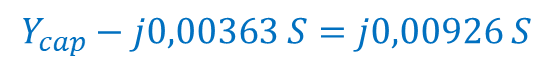 Y_cap − j0,00363 S = j0,00926 S